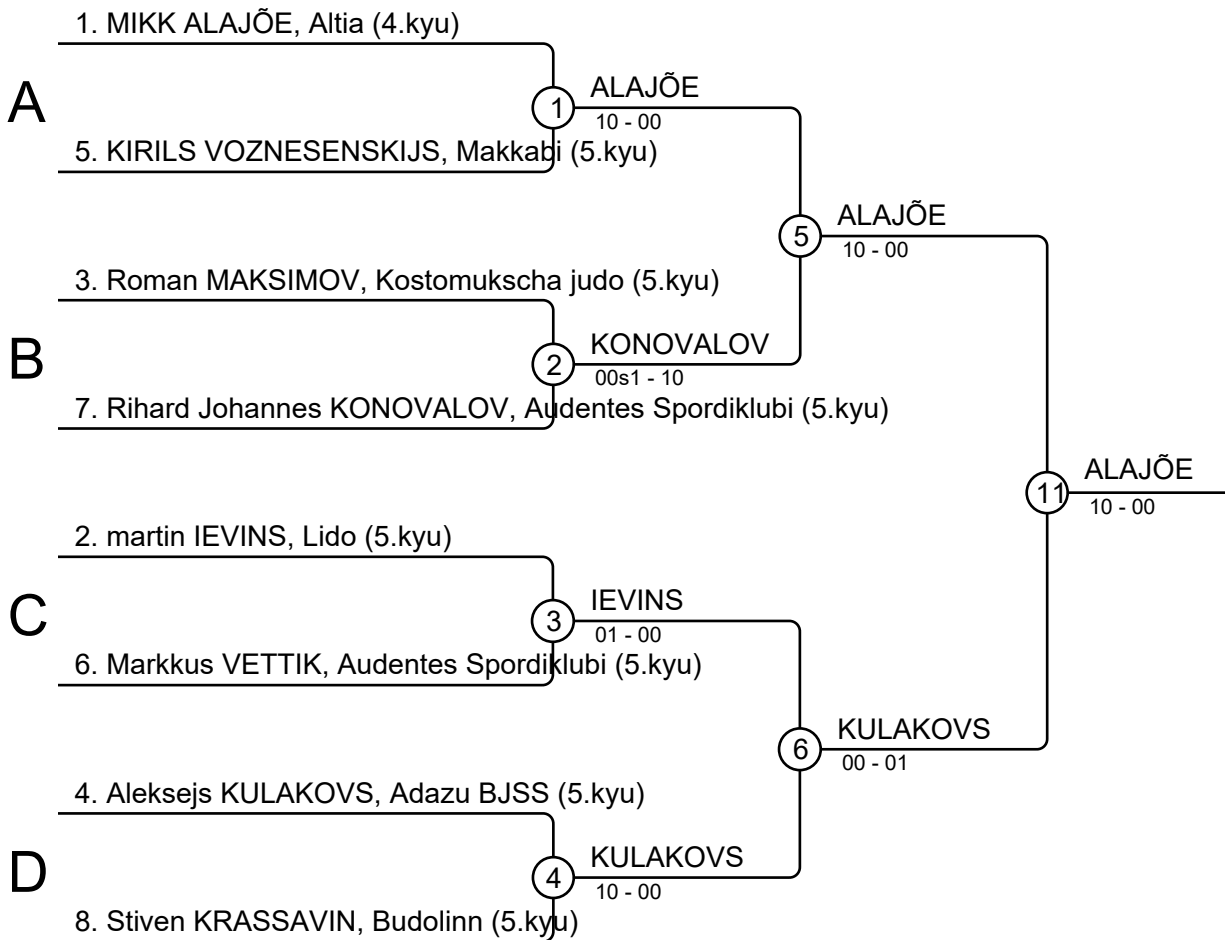 1. MIKK ALAJÕE, Altia (4.kyu)
A
1
ALAJÕE
10 - 00
5. KIRILS VOZNESENSKIJS, Makkabi (5.kyu)
5
ALAJÕE
10 - 00
3. Roman MAKSIMOV, Kostomukscha judo (5.kyu)
B
2
KONOVALOV
00s1 - 10
7. Rihard Johannes KONOVALOV, Audentes Spordiklubi (5.kyu)
11
ALAJÕE
10 - 00
2. martin IEVINS, Lido (5.kyu)
C
3
IEVINS
01 - 00
6. Markkus VETTIK, Audentes Spordiklubi (5.kyu)
6
KULAKOVS
00 - 01
4. Aleksejs KULAKOVS, Adazu BJSS (5.kyu)
D
4
KULAKOVS
10 - 00
8. Stiven KRASSAVIN, Budolinn (5.kyu)